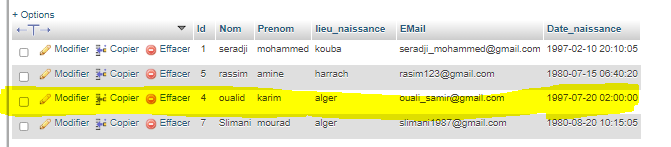 + Options
←T→ Id Nom Prenom lieu_naissance EMail Date_naissance
Modifier Copier Effacer 1 seradji mohammed kouba seradji_mohammed@gmail.com 1997-02-10 20:10:05
Modifier Copier Effacer 5 rassim amine harrach rasim123@gmail.com 1980-07-15 06:40:20
Modifier Copier Effacer 4 oualid karim alger ouali_samir@gmail.com 1997-07-20 02:00:00
Modifier Copier Effacer 7 Slimani mourad alger slimani1987@gmail.com 1980-08-20 10:15:05